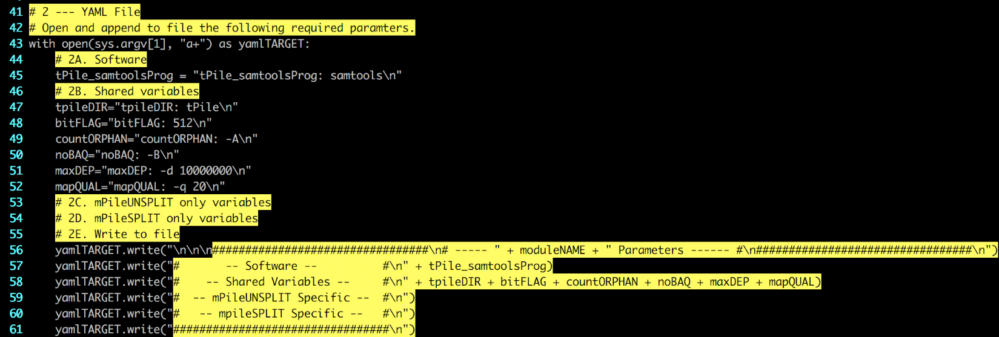 41 # 2 --- YAML File
42 # Open and append to file the following required paramters.
43 with open(sys.argv[1], "a+") as yamlTARGET:
44     # 2A. Software
45     tPile_samtoolsProg = "tPile_samtoolsProg: samtools\n"
46     # 2B. Shared variables
47     tpileDIR="tpileDIR: tPile\n"
48     bitFLAG="bitFLAG: 512\n"
49     countORPHAN="countORPHAN: -A\n"
50     noBAQ="noBAQ: -B\n"
51     maxDEP="maxDEP: -d 10000000\n"
52     mapQUAL="mapQUAL: -q 20\n"
53     # 2C. mPileUNSPLIT only variables
54     # 2D. mPileSPLIT only variables
55     # 2E. Write to file
56     yamlTARGET.write("\n\n\n#################################\n# ----- " + moduleNAME + " Parameters ------ #\n#################################\n")
57     yamlTARGET.write("#       -- Software --          #\n" + tPile_samtoolsProg)
58     yamlTARGET.write("#    -- Shared Variables --     #\n" + tpileDIR + bitFLAG + countORPHAN + noBAQ + maxDEP + mapQUAL)
59     yamlTARGET.write("#  -- mPileUNSPLIT Specific --  #\n")
60     yamlTARGET.write("#   -- mpileSPLIT Specific --   #\n")
61     yamlTARGET.write("#################################\n")